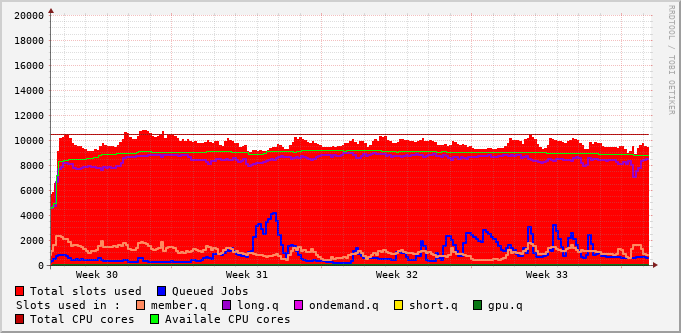 RRDTOOL / TOBI OETIKER
20000
18000
16000
14000
12000
10000
8000
6000
4000
2000
0
Week 30 Week 31 Week 32 Week 33
Total slots used Queued Jobs
Slots used in : member.q long.q ondemand.q short.q gpu.q
Total CPU cores Availale CPU cores